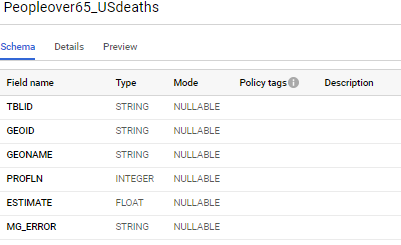 Peopleover65_USdeaths
Schema Details Preview
Field name Type Mode Policy tags Description
TBLID STRING NULLABLE
GEOID STRING NULLABLE
GEONAME STRING NULLABLE
PROFLN INTEGER NULLABLE
ESTIMATE FLOAT NULLABLE
MG_ERROR STRING NULLABLE